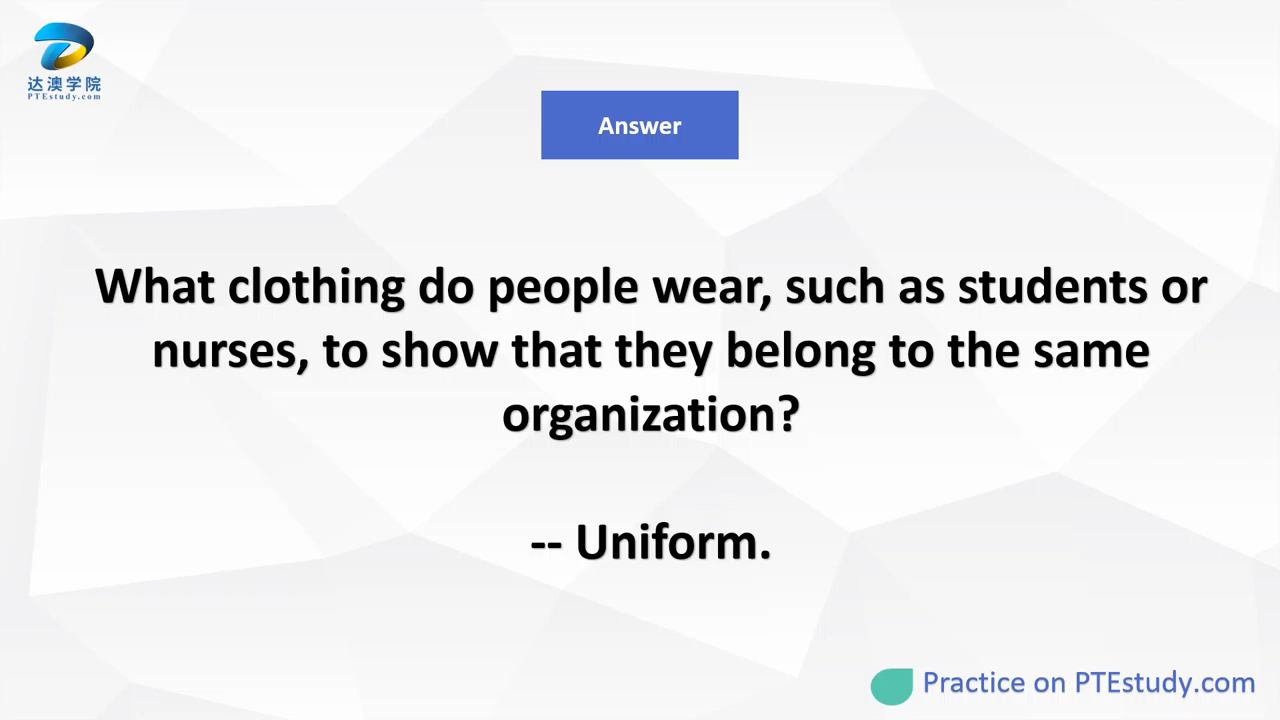 达澳学院
PTEstudy.com
Answer
What clothing do people wear, such as students or
nurses, to show that they belong to the same
organization?
-- Uniform.
Practice on PTEstudy.com